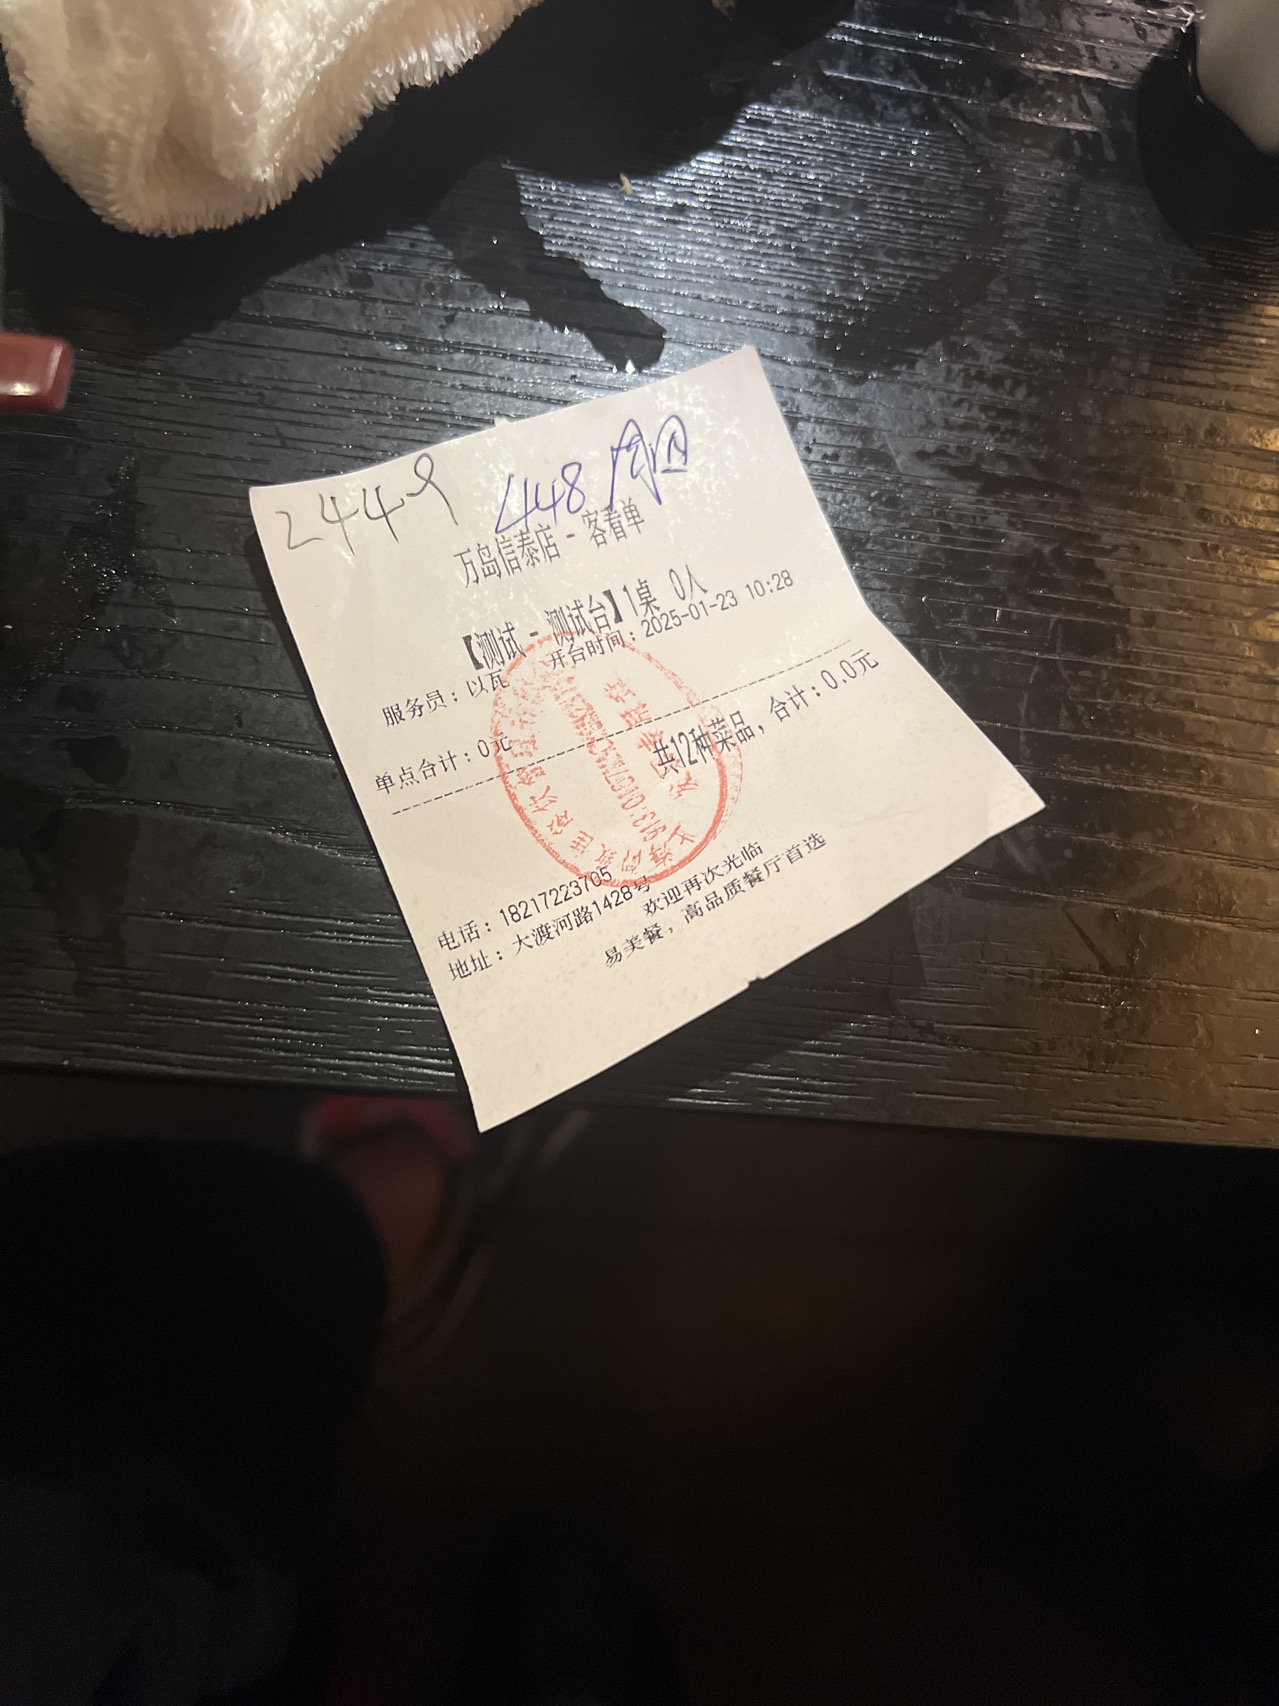 2449 448
万岛信泰店 - 客看单
【测试 - 测试台】1桌 0人
服务员：以瓦 开台时间：2025-01-23 10:28
单点合计：0元
共12种菜品，合计：0.0元
电话：18217223705
地址：大渡河路1428号
欢迎再次光临
易美餐，高品质餐厅首选